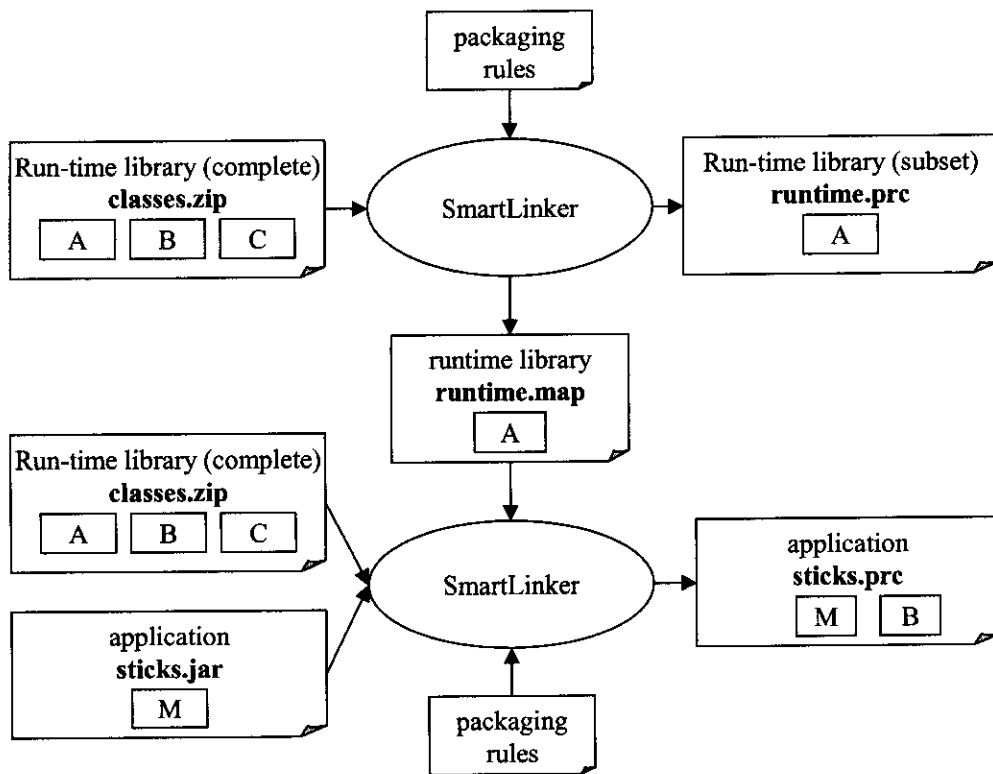 packaging
rules
Run-time library (complete)
classes.zip
A B C
SmartLinker
Run-time library (subset)
runtime.prc
A
runtime library
runtime.map
A
Run-time library (complete)
classes.zip
A B C
SmartLinker
application
sticks.prc
M B
application
sticks.jar
M
packaging
rules